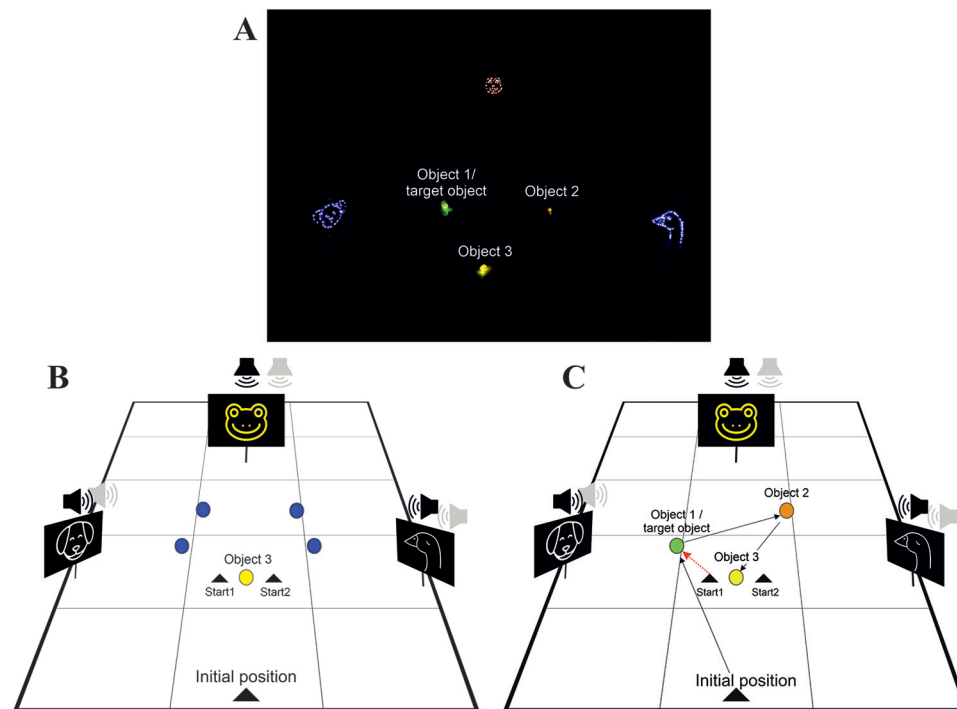 A
Object 1/
target object
Object 2
Object 3
B
Object 3
Start1
Start2
Initial position
C
Object 2
Object 1 /
target object
Object 3
Start1
Start2
Initial position